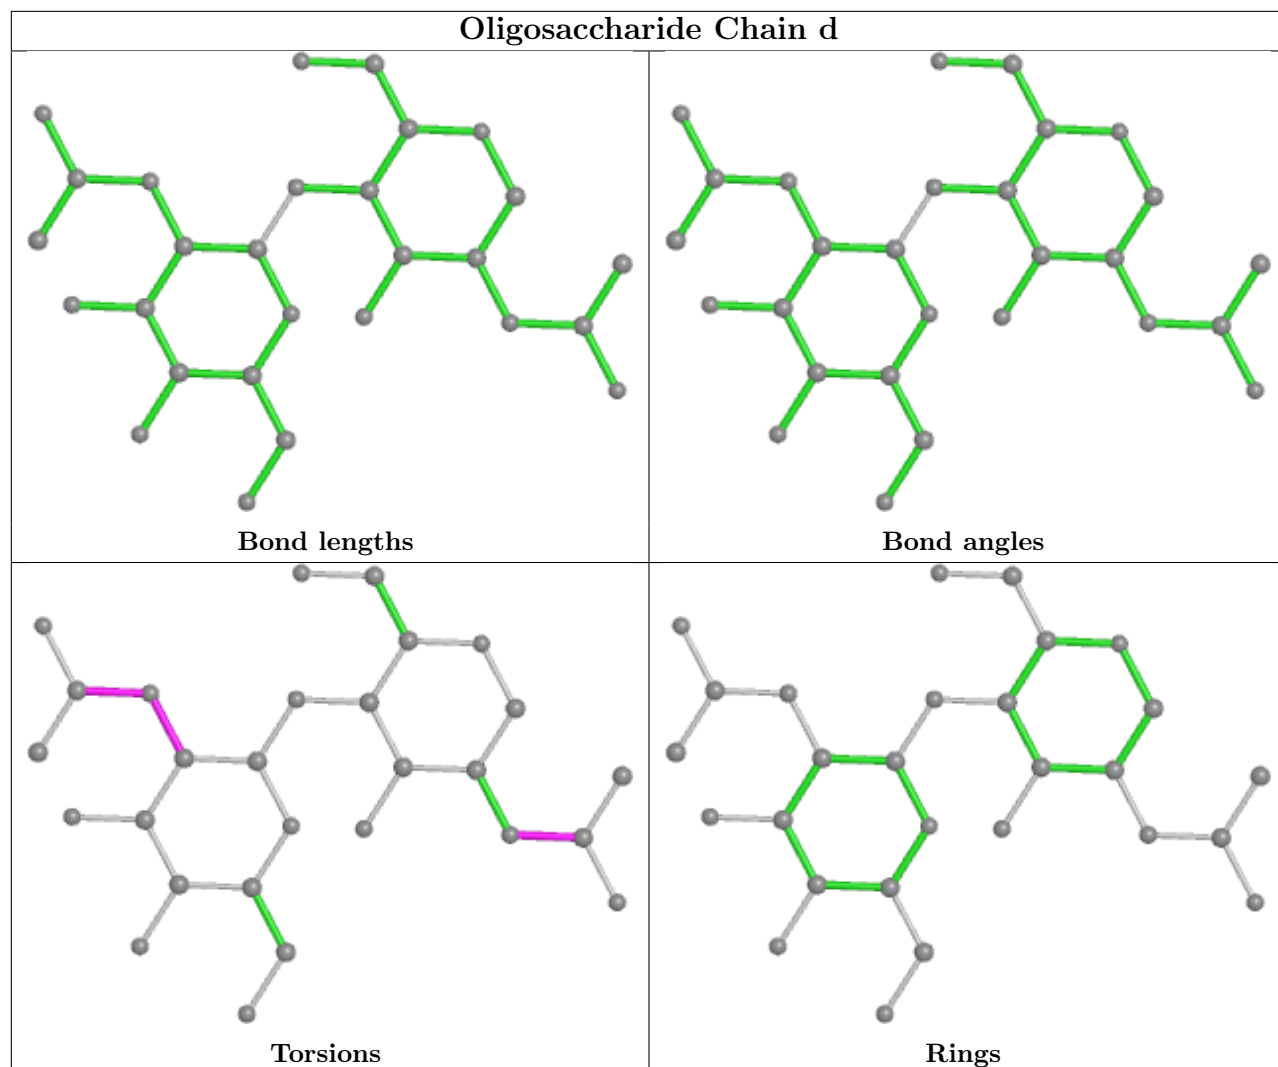 Oligosaccharide Chain d
Bond lengths
Bond angles
Torsions
Rings